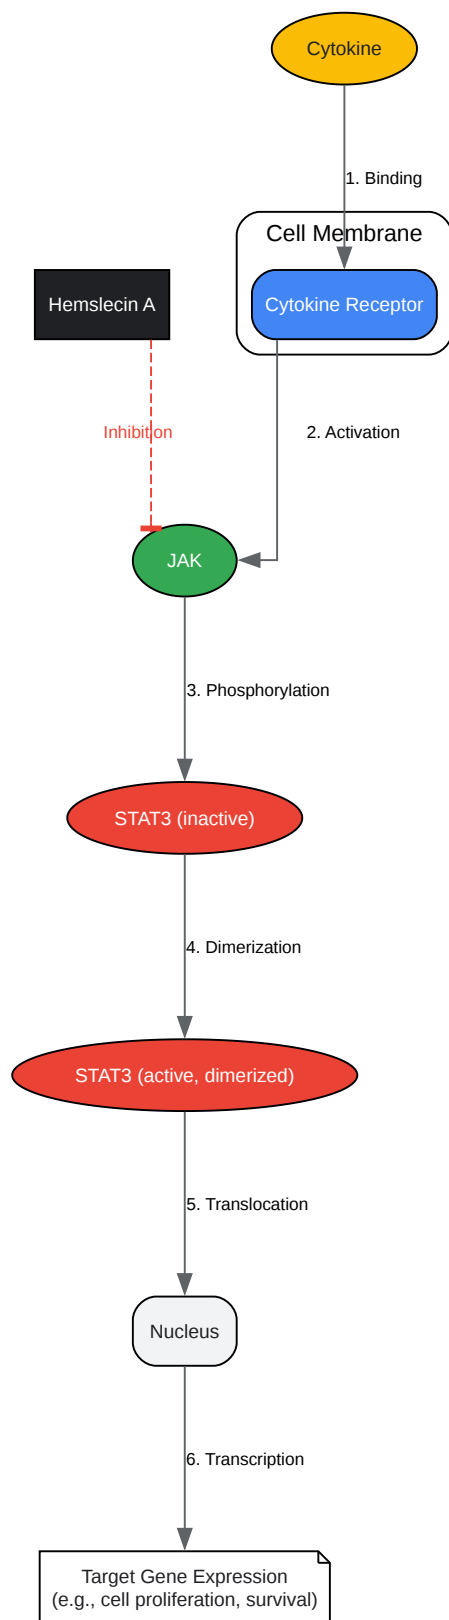 Cytokine
1. Binding
Cell Membrane
Hemslecin A
Cytokine Receptor
Inhibition
2. Activation
JAK
3. Phosphorylation
STAT3 (inactive)
4. Dimerization
STAT3 (active, dimerized)
5. Translocation
Nucleus
6. Transcription
Target Gene Expression
(e.g., cell proliferation, survival)